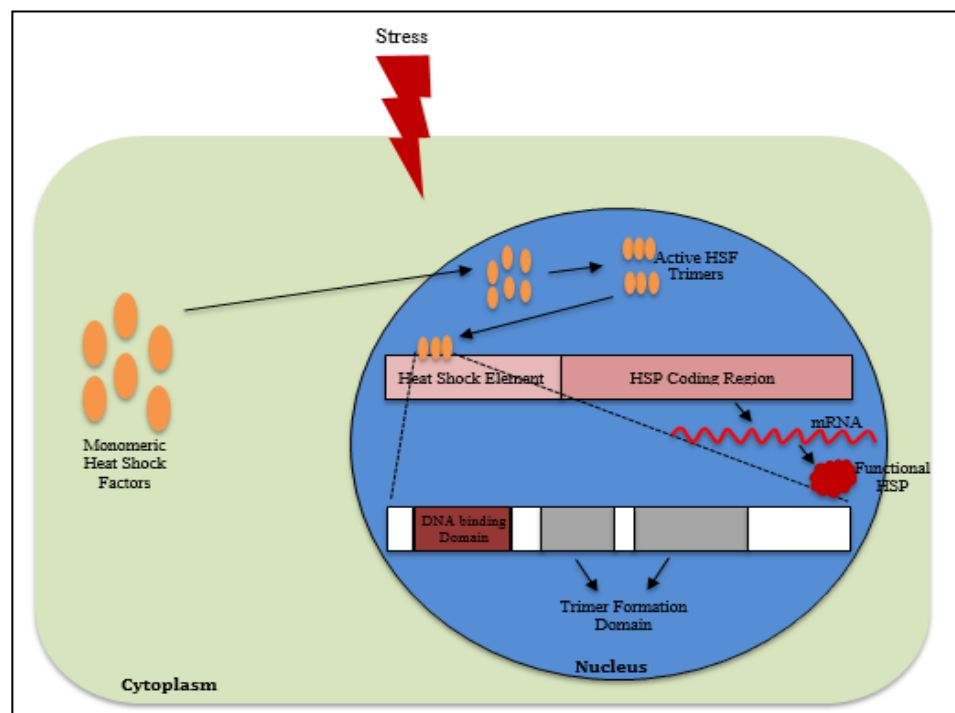 Stress
Active HSF
Trimers
Heat Shock Element
HSP Coding Region
mRNA
Monomeric
Heat Shock
Factors
Functional
HSP
DNA binding
Domain
Trimer Formation
Domain
Nucleus
Cytoplasm